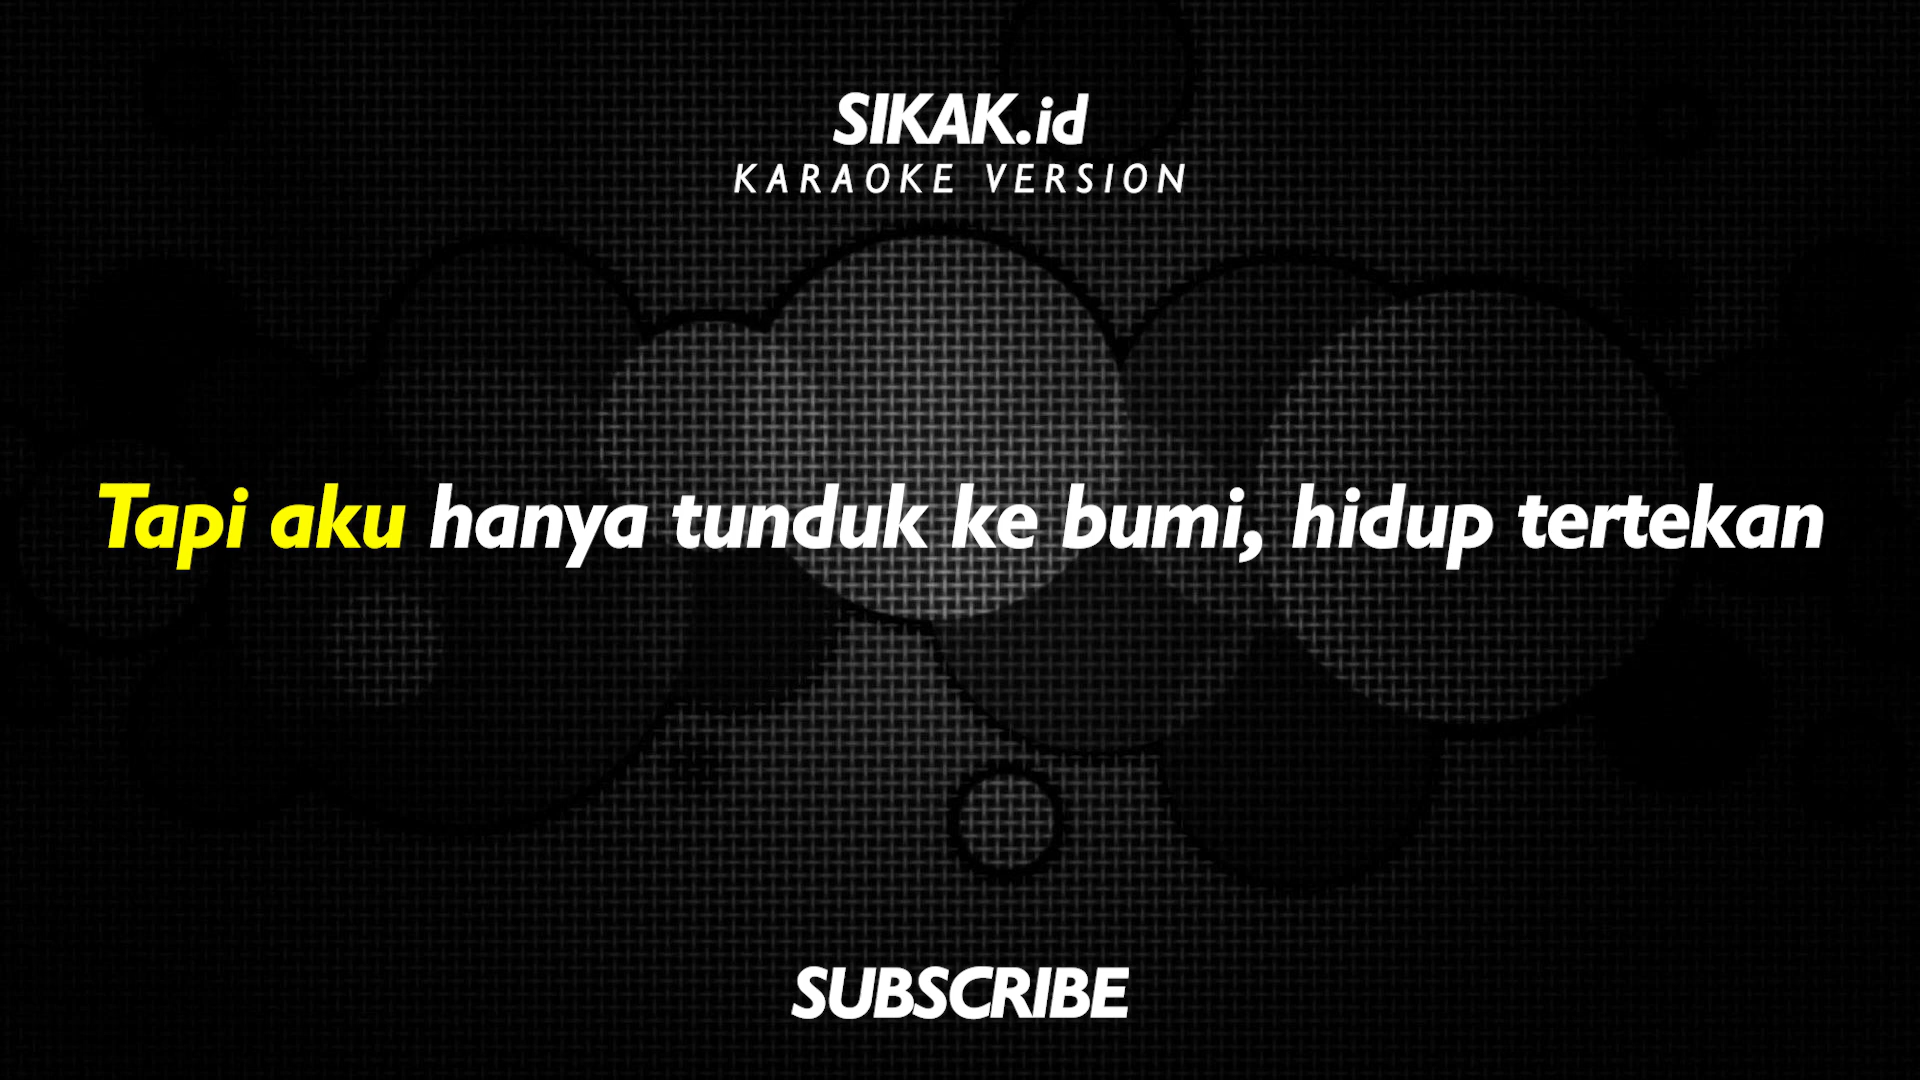 SIKAK.id
KARAOKE VERSION
Tapi aku hanya tunduk ke bumi, hidup tertekan
SUBSCRIBE